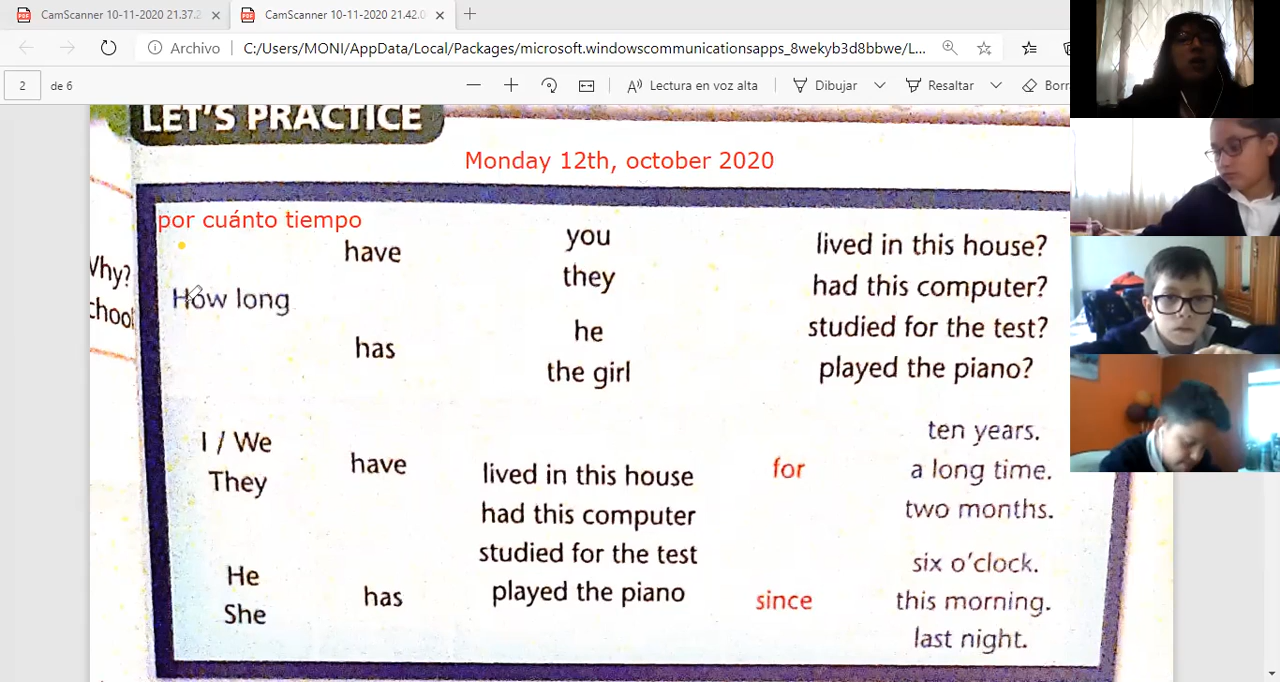 CamScanner 10-11-2020 21.37.2
CamScanner 10-11-2020 21.42.0
Archivo
C:/Users/MONI/AppData/Local/Packages/microsoft.windowscommunicationsapps_8wekyb3d8bbwe/L...
2 de 6
Lectura en voz alta
Dibujar
Resaltar
Borr
LET'S PRACTICE
Monday 12th, october 2020
por cuánto tiempo
Why?
choo
How long
have
has
you
they
he
the girl
lived in this house?
had this computer?
studied for the test?
played the piano?
I / We
They
have
He
She
has
lived in this house
had this computer
studied for the test
played the piano
for
since
ten years.
a long time.
two months.
six o'clock.
this morning.
last night.